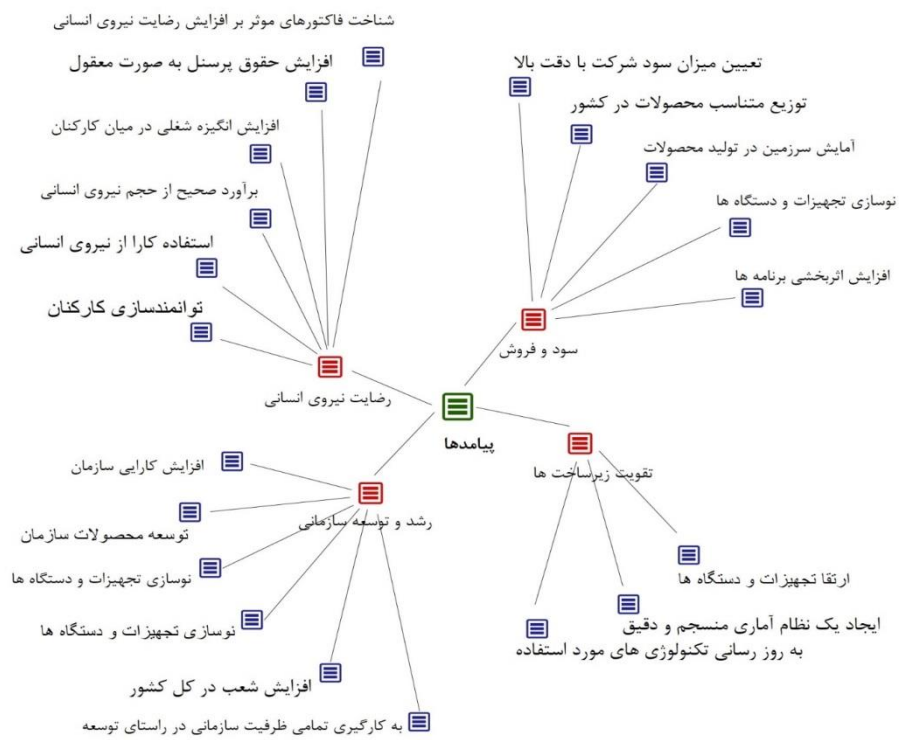 شناخت فاکتورهای موثر بر افزایش رضایت نیروی انسانی
افزایش حقوق پرسنل به صورت معقول
افزایش انگیزه شغلی در میان کارکنان
برآورد صحیح از حجم نیروی انسانی
استفاده کارا از نیروی انسانی
توانمندسازی کارکنان
رضایت نیروی انسانی
تعیین میزان سود شرکت با دقت بالا
توزیع متناسب محصولات در کشور
آمایش سرزمین در تولید محصولات
نوسازی تجهیزات و دستگاه ها
افزایش اثربخشی برنامه ها
سود و فروش
پیامدها
تقویت زیرساخت ها
ارتقا تجهیزات و دستگاه ها
ایجاد یک نظام آماری منسجم و دقیق
به روز رسانی تکنولوژی های مورد استفاده
افزایش کارایی سازمان
رشد و توسعه سازمانی
توسعه محصولات سازمان
نوسازی تجهیزات و دستگاه ها
نوسازی تجهیزات و دستگاه ها
افزایش شعب در کل کشور
به کارگیری تمامی ظرفیت سازمانی در راستای توسعه